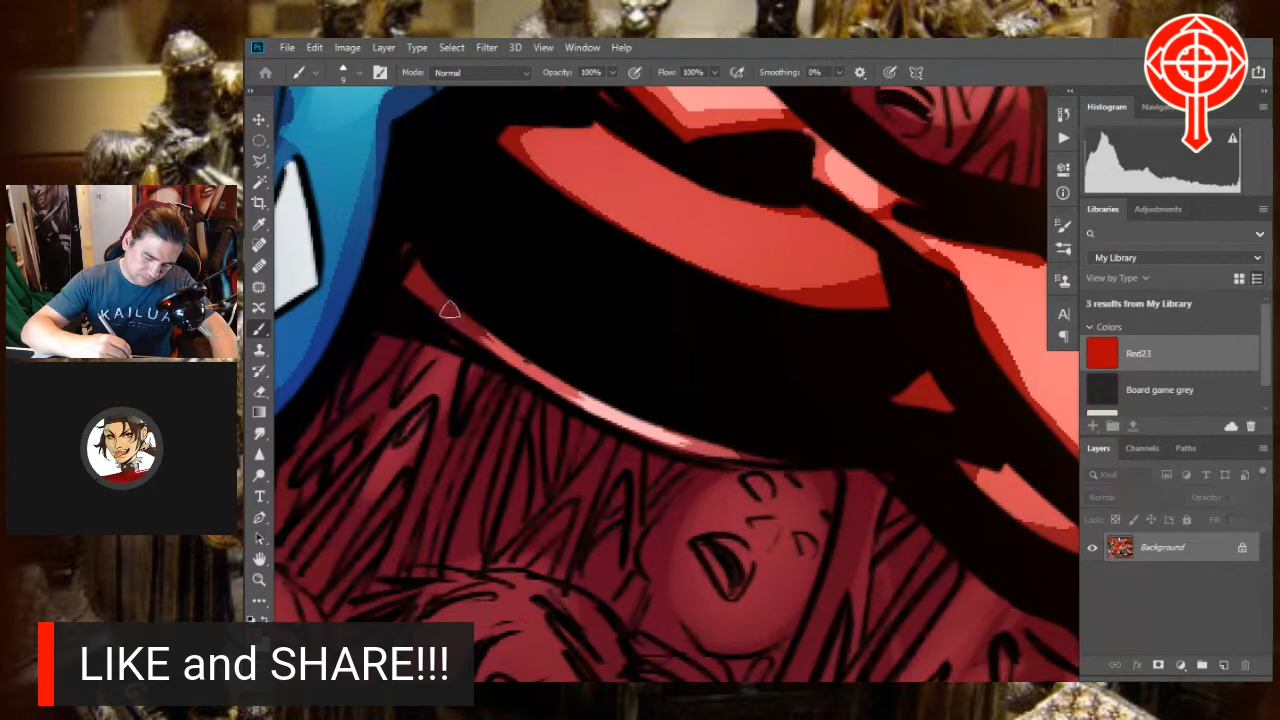 Ps File Edit Image Layer Type Select Filter 3D View Window Help
9 Mode: Normal Opacity: 100% Flow: 100% Smoothing: 0%
Histogram
Libraries Adjustments
My Library
View by Type
3 results from My Library
Colors
Red23
Board game grey
Layers Channels Paths
Kind
Normal Opacity:
Lock: Fill:
Background
KAILUA
LIKE and SHARE!!!